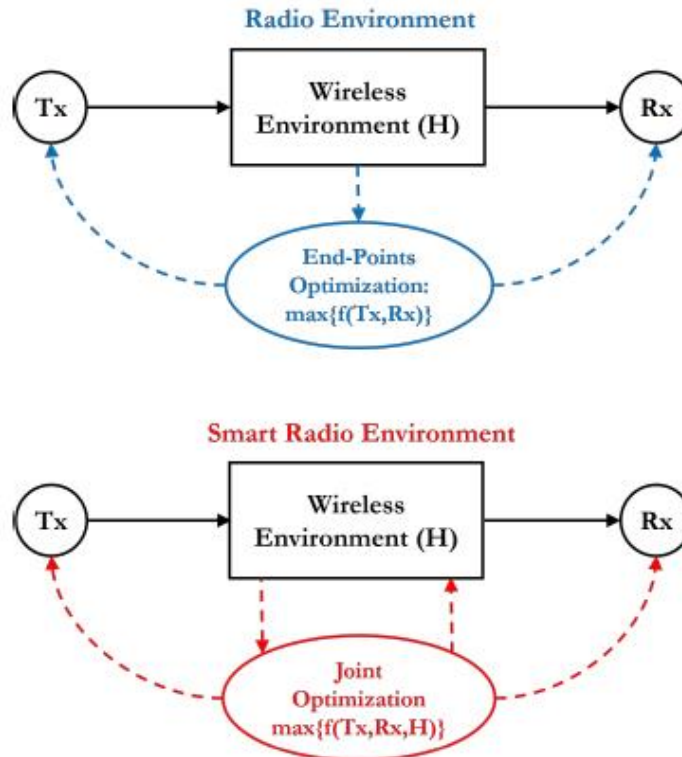 Radio Environment
Tx
Wireless
Environment (H)
Rx
End-Points
Optimization:
max{f(Tx,Rx)}
Smart Radio Environment
Tx
Wireless
Environment (H)
Rx
Joint
Optimization
max{f(Tx,Rx,H)}